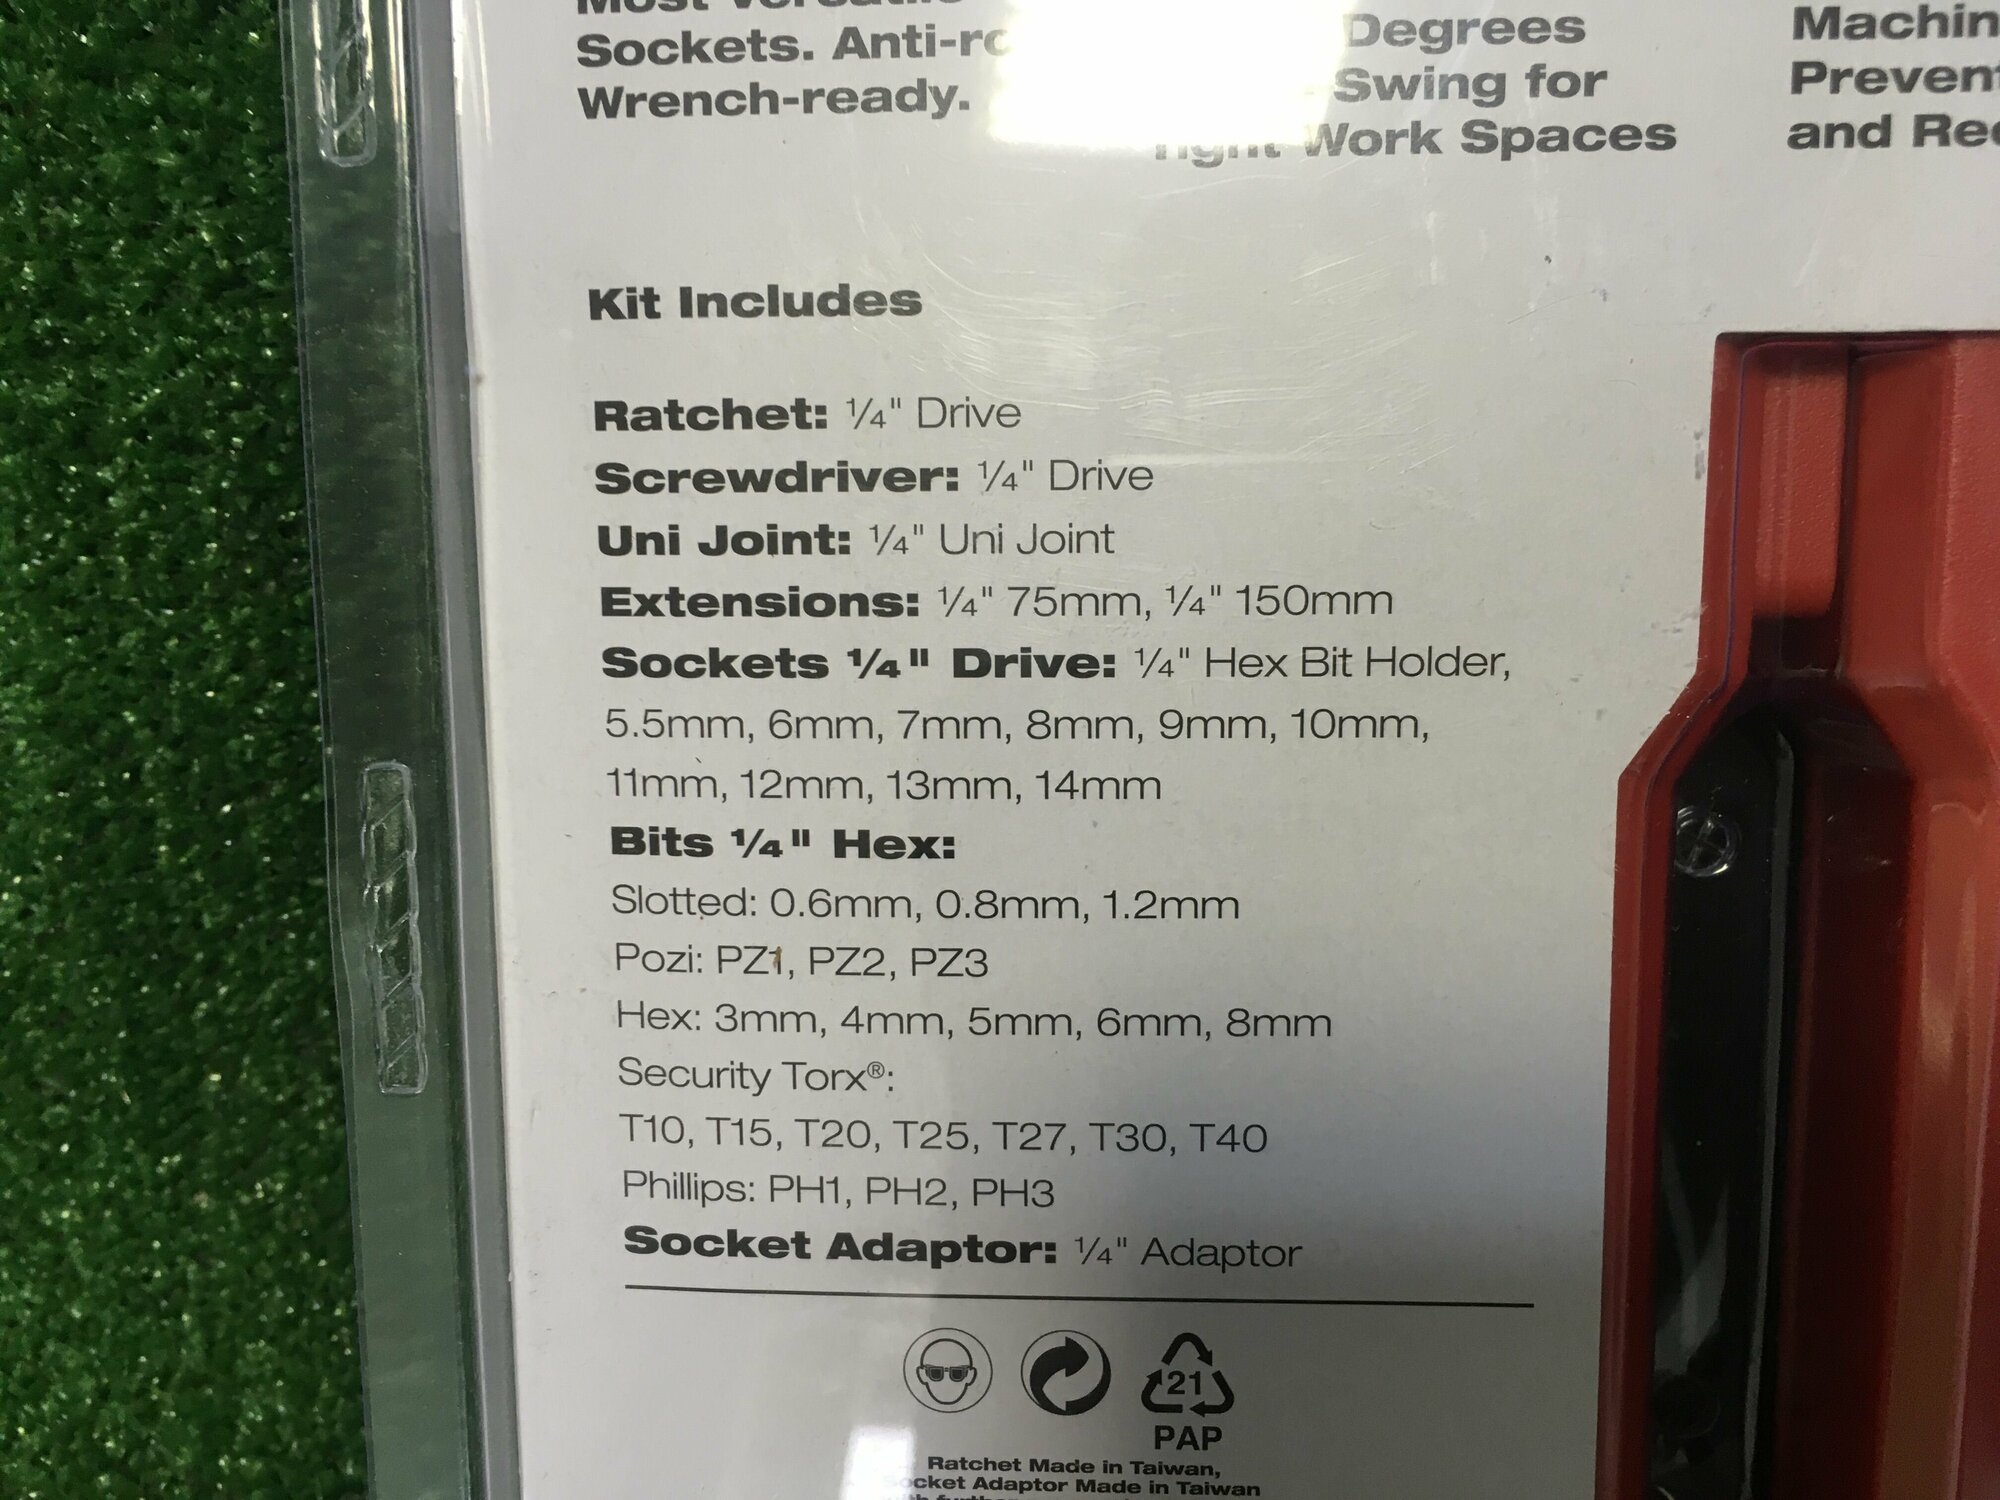 Most Versatile
Sockets. Anti-
Wrench-ready.
Degrees
Swing for
Tight Work Spaces
Machin
Prevent
and Re
Kit Includes
Ratchet: 1/4" Drive
Screwdriver: 1/4" Drive
Uni Joint: 1/4" Uni Joint
Extensions: 1/4" 75mm, 1/4" 150mm
Sockets 1/4" Drive: 1/4" Hex Bit Holder,
5.5mm, 6mm, 7mm, 8mm, 9mm, 10mm,
11mm, 12mm, 13mm, 14mm
Bits 1/4" Hex:
Slotted: 0.6mm, 0.8mm, 1.2mm
Pozi: PZ1, PZ2, PZ3
Hex: 3mm, 4mm, 5mm, 6mm, 8mm
Security Torx®:
T10, T15, T20, T25, T27, T30, T40
Phillips: PH1, PH2, PH3
Socket Adaptor: 1/4" Adaptor
21
PAP
Ratchet Made in Taiwan,
Socket Adaptor Made in Taiwan